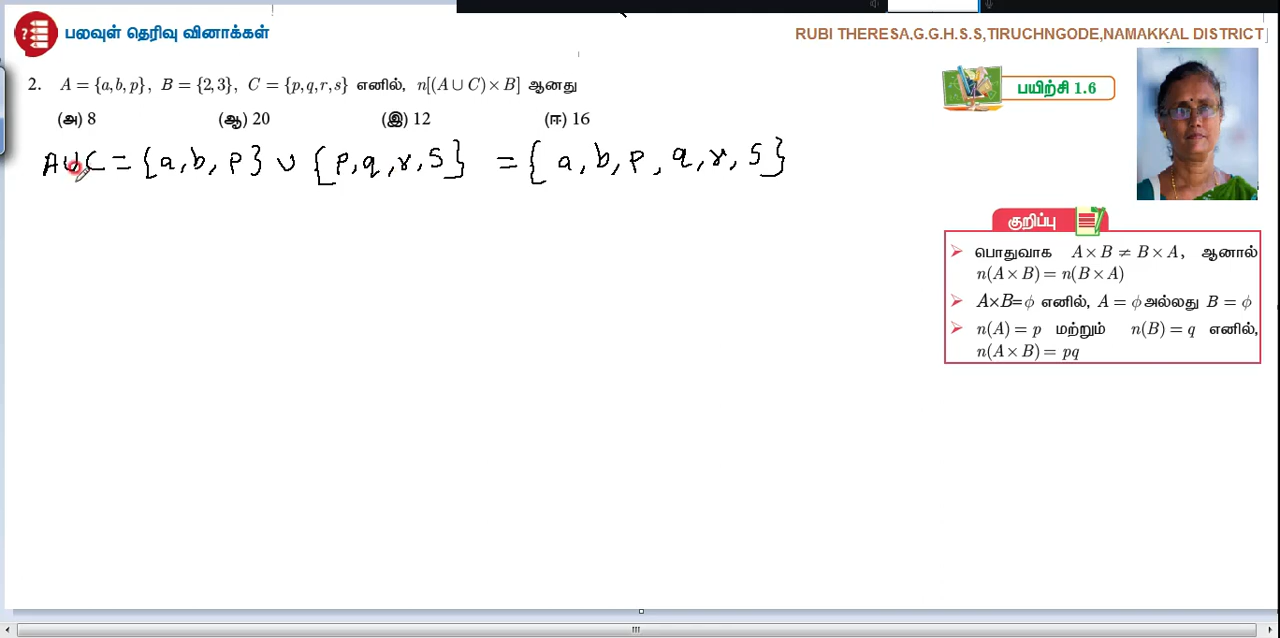 பலவுள் தெரிவு வினாக்கள்
RUBI THERESA,G.G.H.S.S,TIRUCHNGODE,NAMAKKAL DISTRICT
2. A = {a, b, p}, B = {2, 3}, C = {p, q, r, s} எனில், n[(A ∪ C) × B] ஆனது
(அ) 8 (ஆ) 20 (இ) 12 (ஈ) 16
பயிற்சி 1.6
A∪C = {a, b, p} ∪ {p, q, r, s} = {a, b, p, q, r, s}
குறிப்பு
பொதுவாக A × B ≠ B × A, ஆனால்
n(A × B) = n(B × A)
A×B=ϕ எனில், A = ϕ அல்லது B = ϕ
n(A) = p மற்றும் n(B) = q எனில்,
n(A × B) = pq